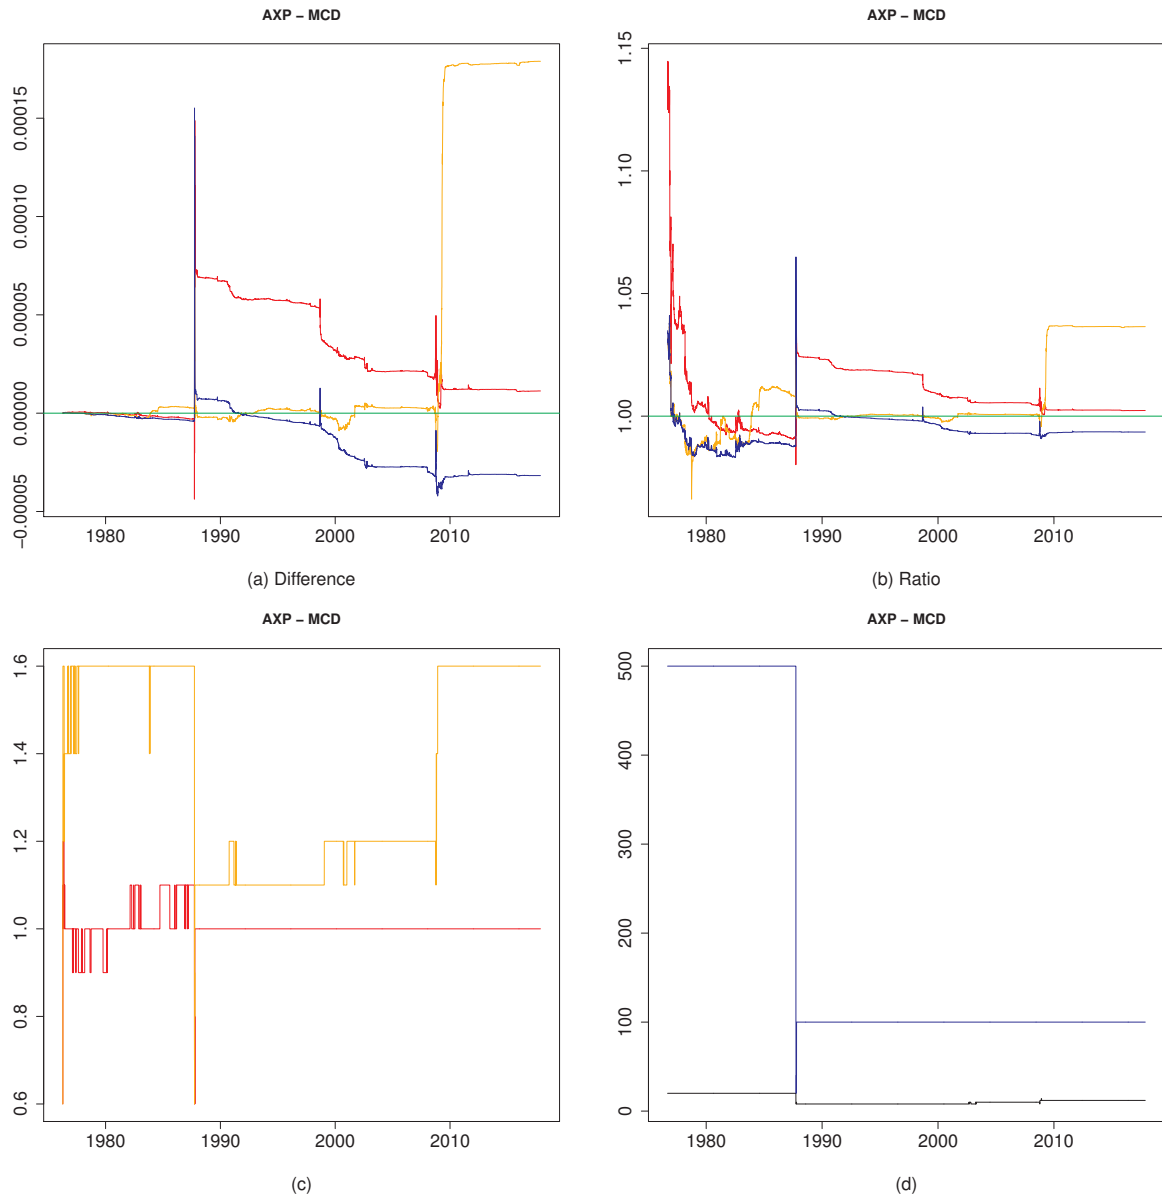 AXP − MCD
0.00015
0.00010
0.00005
0.00000
−0.00005
1980 1990 2000 2010
(a) Difference
AXP − MCD
1.15
1.10
1.05
1.00
1980 1990 2000 2010
(b) Ratio
AXP − MCD
1.6
1.4
1.2
1.0
0.8
0.6
1980 1990 2000 2010
(c)
AXP − MCD
500
400
300
200
100
0
1980 1990 2000 2010
(d)